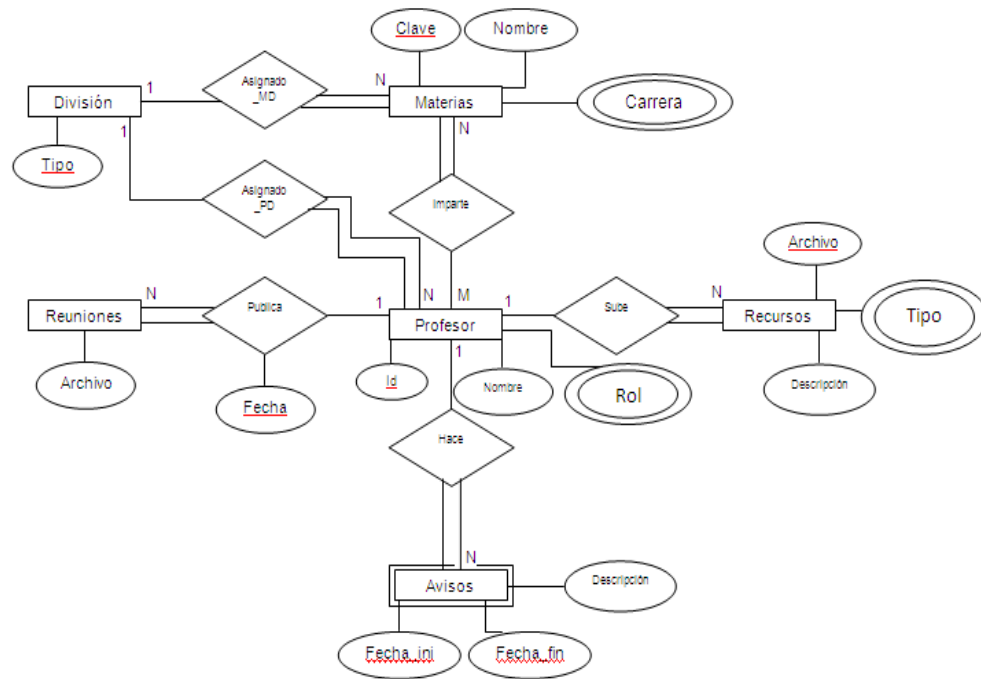 Clave
Nombre
Asignado
_MD
1
N
División
Materias
Carrera
1
N
Tipo
Asignado
_PD
Imparte
Archivo
N
Publica
1
N
M
1
Sube
N
Reuniones
Profesor
Recursos
Tipo
1
Archivo
Fecha
Id
Nombre
Rol
Descripción
Hace
N
Avisos
Descripción
Fecha_ini
Fecha_fin